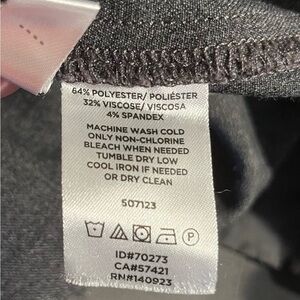 64% POLYESTER/ POLIÉSTER
32% VISCOSE/ VISCOSA
4% SPANDEX
MACHINE WASH COLD
ONLY NON-CHLORINE
BLEACH WHEN NEEDED
TUMBLE DRY LOW
COOL IRON IF NEEDED
OR DRY CLEAN
507123
P
ID#70273
CA#57421
RN#140923